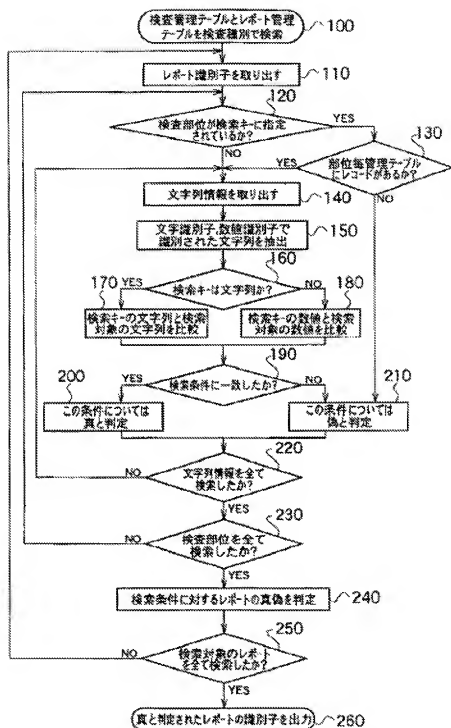 検査管理テーブルとレポート管理
テーブルを検査識別で検索
100
レポート識別子を取り出す
110
120
検査部位が検索キーに指定
されているか?
YES
NO
130
YES
部位毎管理テーブル
にレコードがあるか?
NO
文字列情報を取り出す
140
文字識別子,数値識別子で
識別された文字列を抽出
150
160
170
YES
検索キーは文字列か?
NO
180
検索キーの文字列と検索
対象の文字列を比較
検索キーの数値と検索
対象の数値を比較
190
200
YES
検索条件に一致したか?
NO
210
この条件については
真と判定
この条件については
偽と判定
220
NO
文字列情報を全て
検索したか?
YES
230
NO
検査部位を全て
検索したか?
YES
検索条件に対するレポートの真偽を判定
240
250
NO
検索対象のレポート
を全て検索したか?
YES
真と判定されたレポートの識別子を出力
260